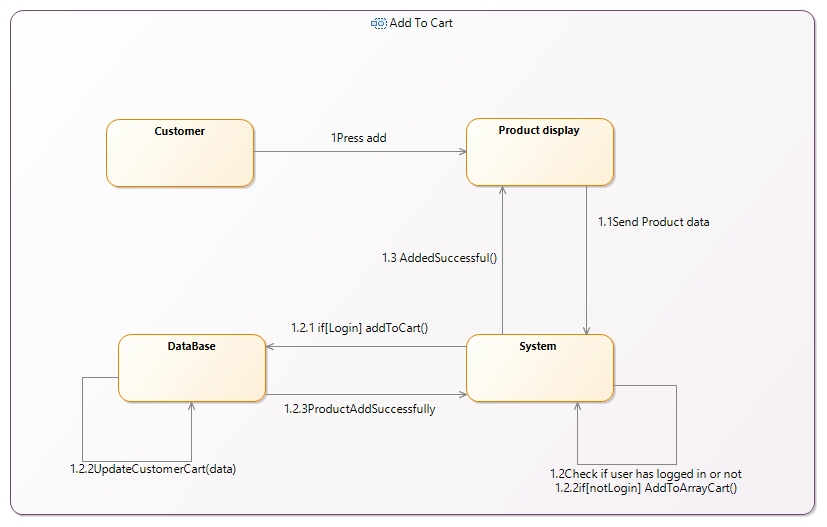 Add To Cart
Customer
1Press add
Product display
1.1Send Product data
1.3 AddedSuccessful()
1.2.1 if[Login] addToCart()
DataBase
System
1.2.3ProductAddSuccessfully
1.2.2UpdateCustomerCart(data)
1.2Check if user has logged in or not
1.2.2if[notLogin] AddToArrayCart()